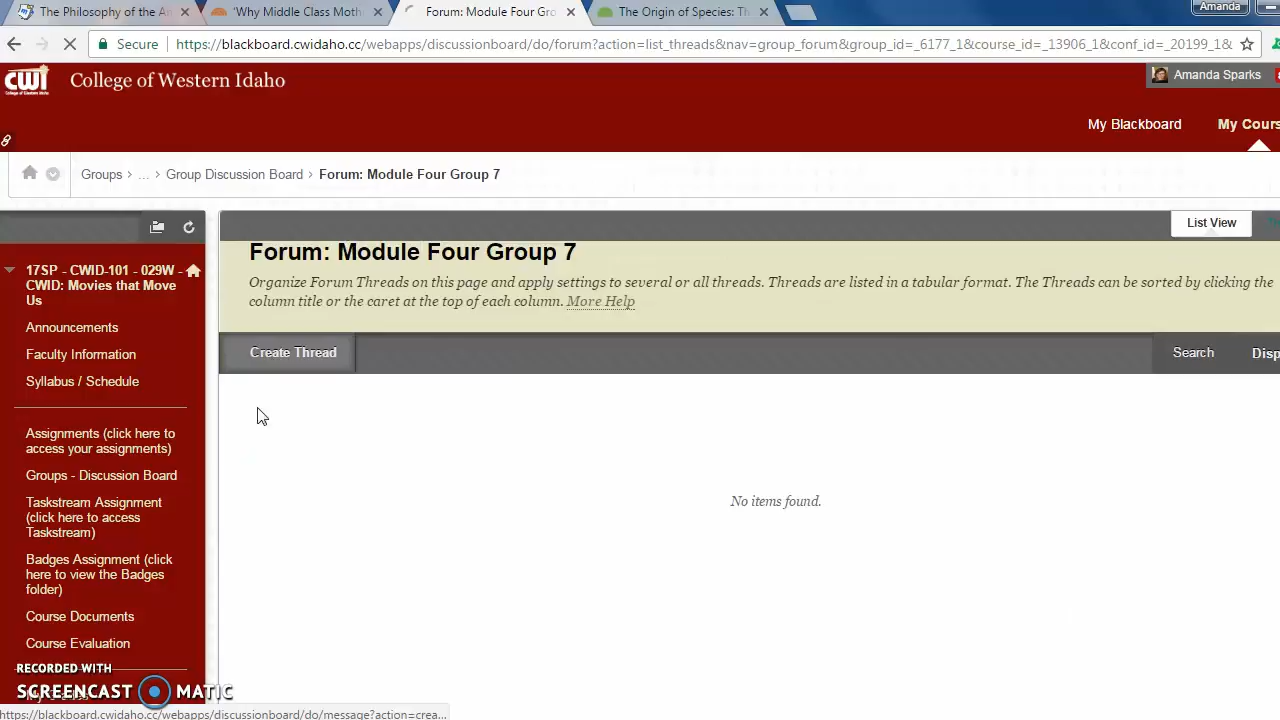 The Philosophy of the A
'Why Middle Class Moth
Forum: Module Four Gro
The Origin of Species: Th
Amanda
Secure
https://blackboard.cwidaho.cc/webapps/discussionboard/do/forum?action=list_threads&nav=group_forum&group_id=_6177_1&course_id=_13906_1&conf_id=_20199_1&
CWI
College of Western Idaho
Amanda Sparks
My Blackboard
My Cours
Groups > ... > Group Discussion Board > Forum: Module Four Group 7
List View
17SP - CWID-101 - 029W -
CWID: Movies that Move
Us
Announcements
Faculty Information
Syllabus / Schedule
Assignments (click here to
access your assignments)
Groups - Discussion Board
Taskstream Assignment
(click here to access
Taskstream)
Badges Assignment (click
here to view the Badges
folder)
Course Documents
Course Evaluation
Forum: Module Four Group 7
Organize Forum Threads on this page and apply settings to several or all threads. Threads are listed in a tabular format. The Threads can be sorted by clicking the
column title or the caret at the top of each column. More Help
Create Thread
Search
Disp
No items found.
RECORDED WITH
SCREENCAST MATIC
https://blackboard.cwidaho.cc/webapps/discussionboard/do/message?action=crea...